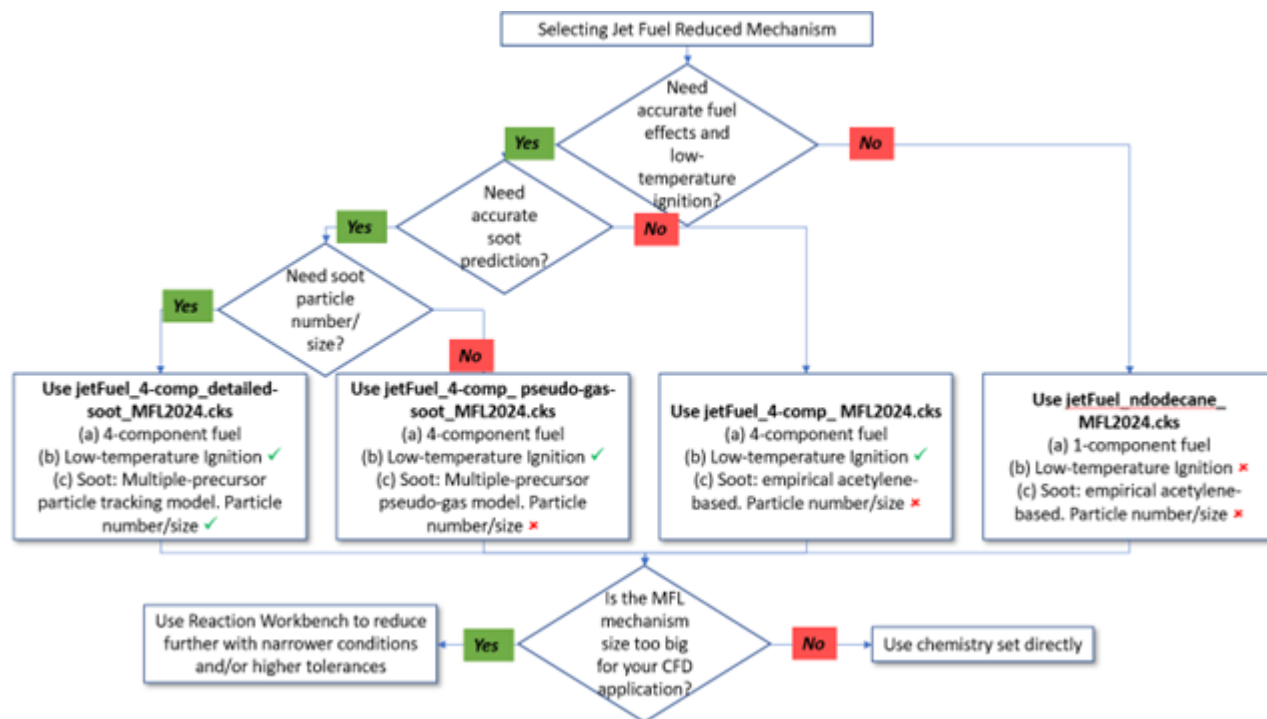 Selecting Jet Fuel Reduced Mechanism
Need
accurate fuel
effects and
low-
temperature
ignition?
Yes
No
Need
accurate
soot
prediction?
Yes
No
Need soot
particle
number/
size?
Yes
No
Use jetFuel_4-comp_detailed-
soot_MFL2024.cks
(a) 4-component fuel
(b) Low-temperature Ignition ✓
(c) Soot: Multiple-precursor
particle tracking model. Particle
number/size ✓
Use jetFuel_4-comp_ pseudo-gas-
soot_MFL2024.cks
(a) 4-component fuel
(b) Low-temperature Ignition ✓
(c) Soot: Multiple-precursor
pseudo-gas model. Particle
number/size ×
Use jetFuel_4-comp_ MFL2024.cks
(a) 4-component fuel
(b) Low-temperature Ignition ✓
(c) Soot: empirical acetylene-
based. Particle number/size ×
Use jetFuel_ndodecane_
MFL2024.cks
(a) 1-component fuel
(b) Low-temperature Ignition ×
(c) Soot: empirical acetylene-
based. Particle number/size ×
Is the MFL
mechanism
size too big
for your CFD
application?
Yes
No
Use Reaction Workbench to reduce
further with narrower conditions
and/or higher tolerances
Use chemistry set directly